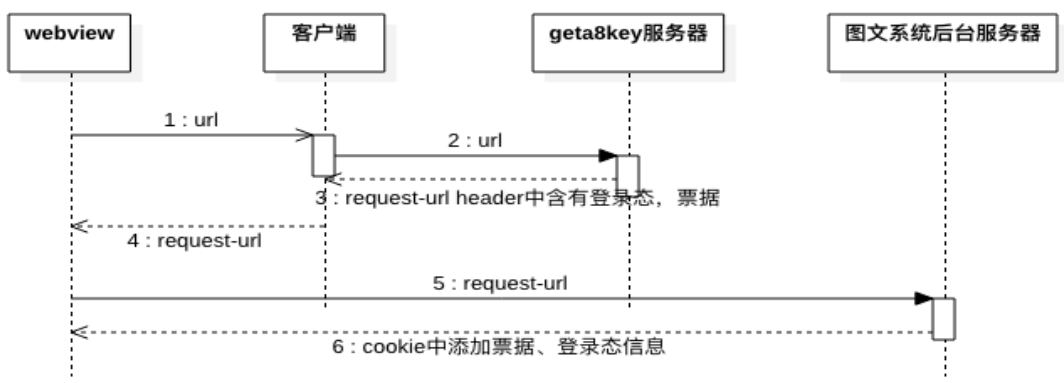 webview
客户端
geta8key服务器
图文系统后台服务器
1 : url
2 : url
3 : request-url header中含有登录态，票据
4 : request-url
5 : request-url
6 : cookie中添加票据、登录态信息